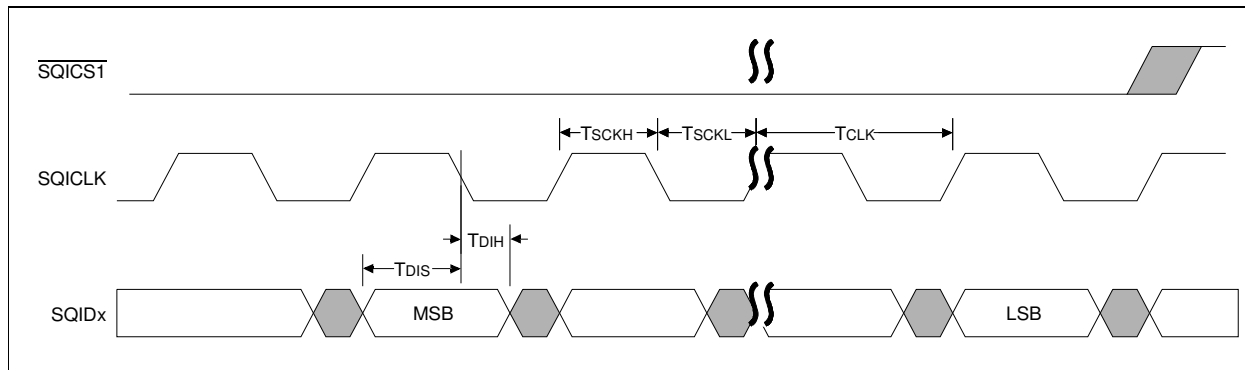 SQICS1
TSCKH TSCKL TCLK
SQICLK
TDIH
TDIS
SQIDx MSB LSB